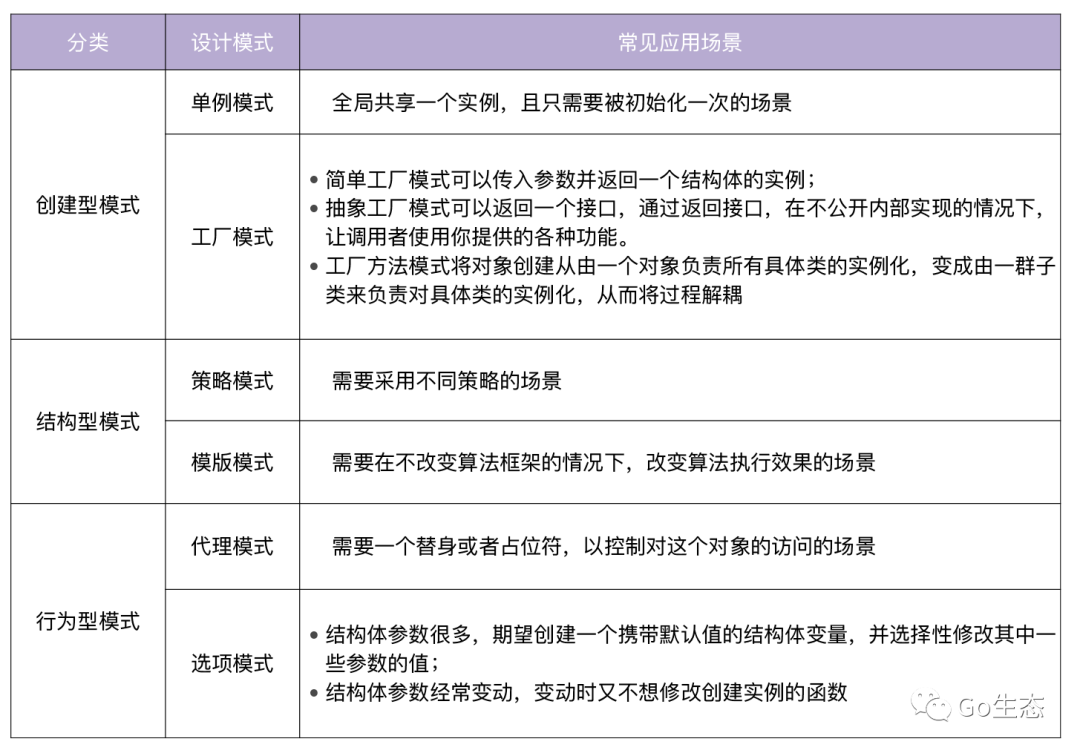 分类 设计模式 常见应用场景
创建型模式
单例模式 全局共享一个实例，且只需要被初始化一次的场景
工厂模式
• 简单工厂模式可以传入参数并返回一个结构体的实例；
• 抽象工厂模式可以返回一个接口，通过返回接口，在不公开内部实现的情况下，
让调用者使用你提供的各种功能。
• 工厂方法模式将对象创建从由一个对象负责所有具体类的实例化，变成由一群子
类来负责对具体类的实例化，从而将过程解耦
结构型模式
策略模式 需要采用不同策略的场景
模版模式 需要在不改变算法框架的情况下，改变算法执行效果的场景
行为型模式
代理模式 需要一个替身或者占位符，以控制对这个对象的访问的场景
选项模式
• 结构体参数很多，期望创建一个携带默认值的结构体变量，并选择性修改其中一
些参数的值；
• 结构体参数经常变动，变动时又不想修改创建实例的函数
Go生态